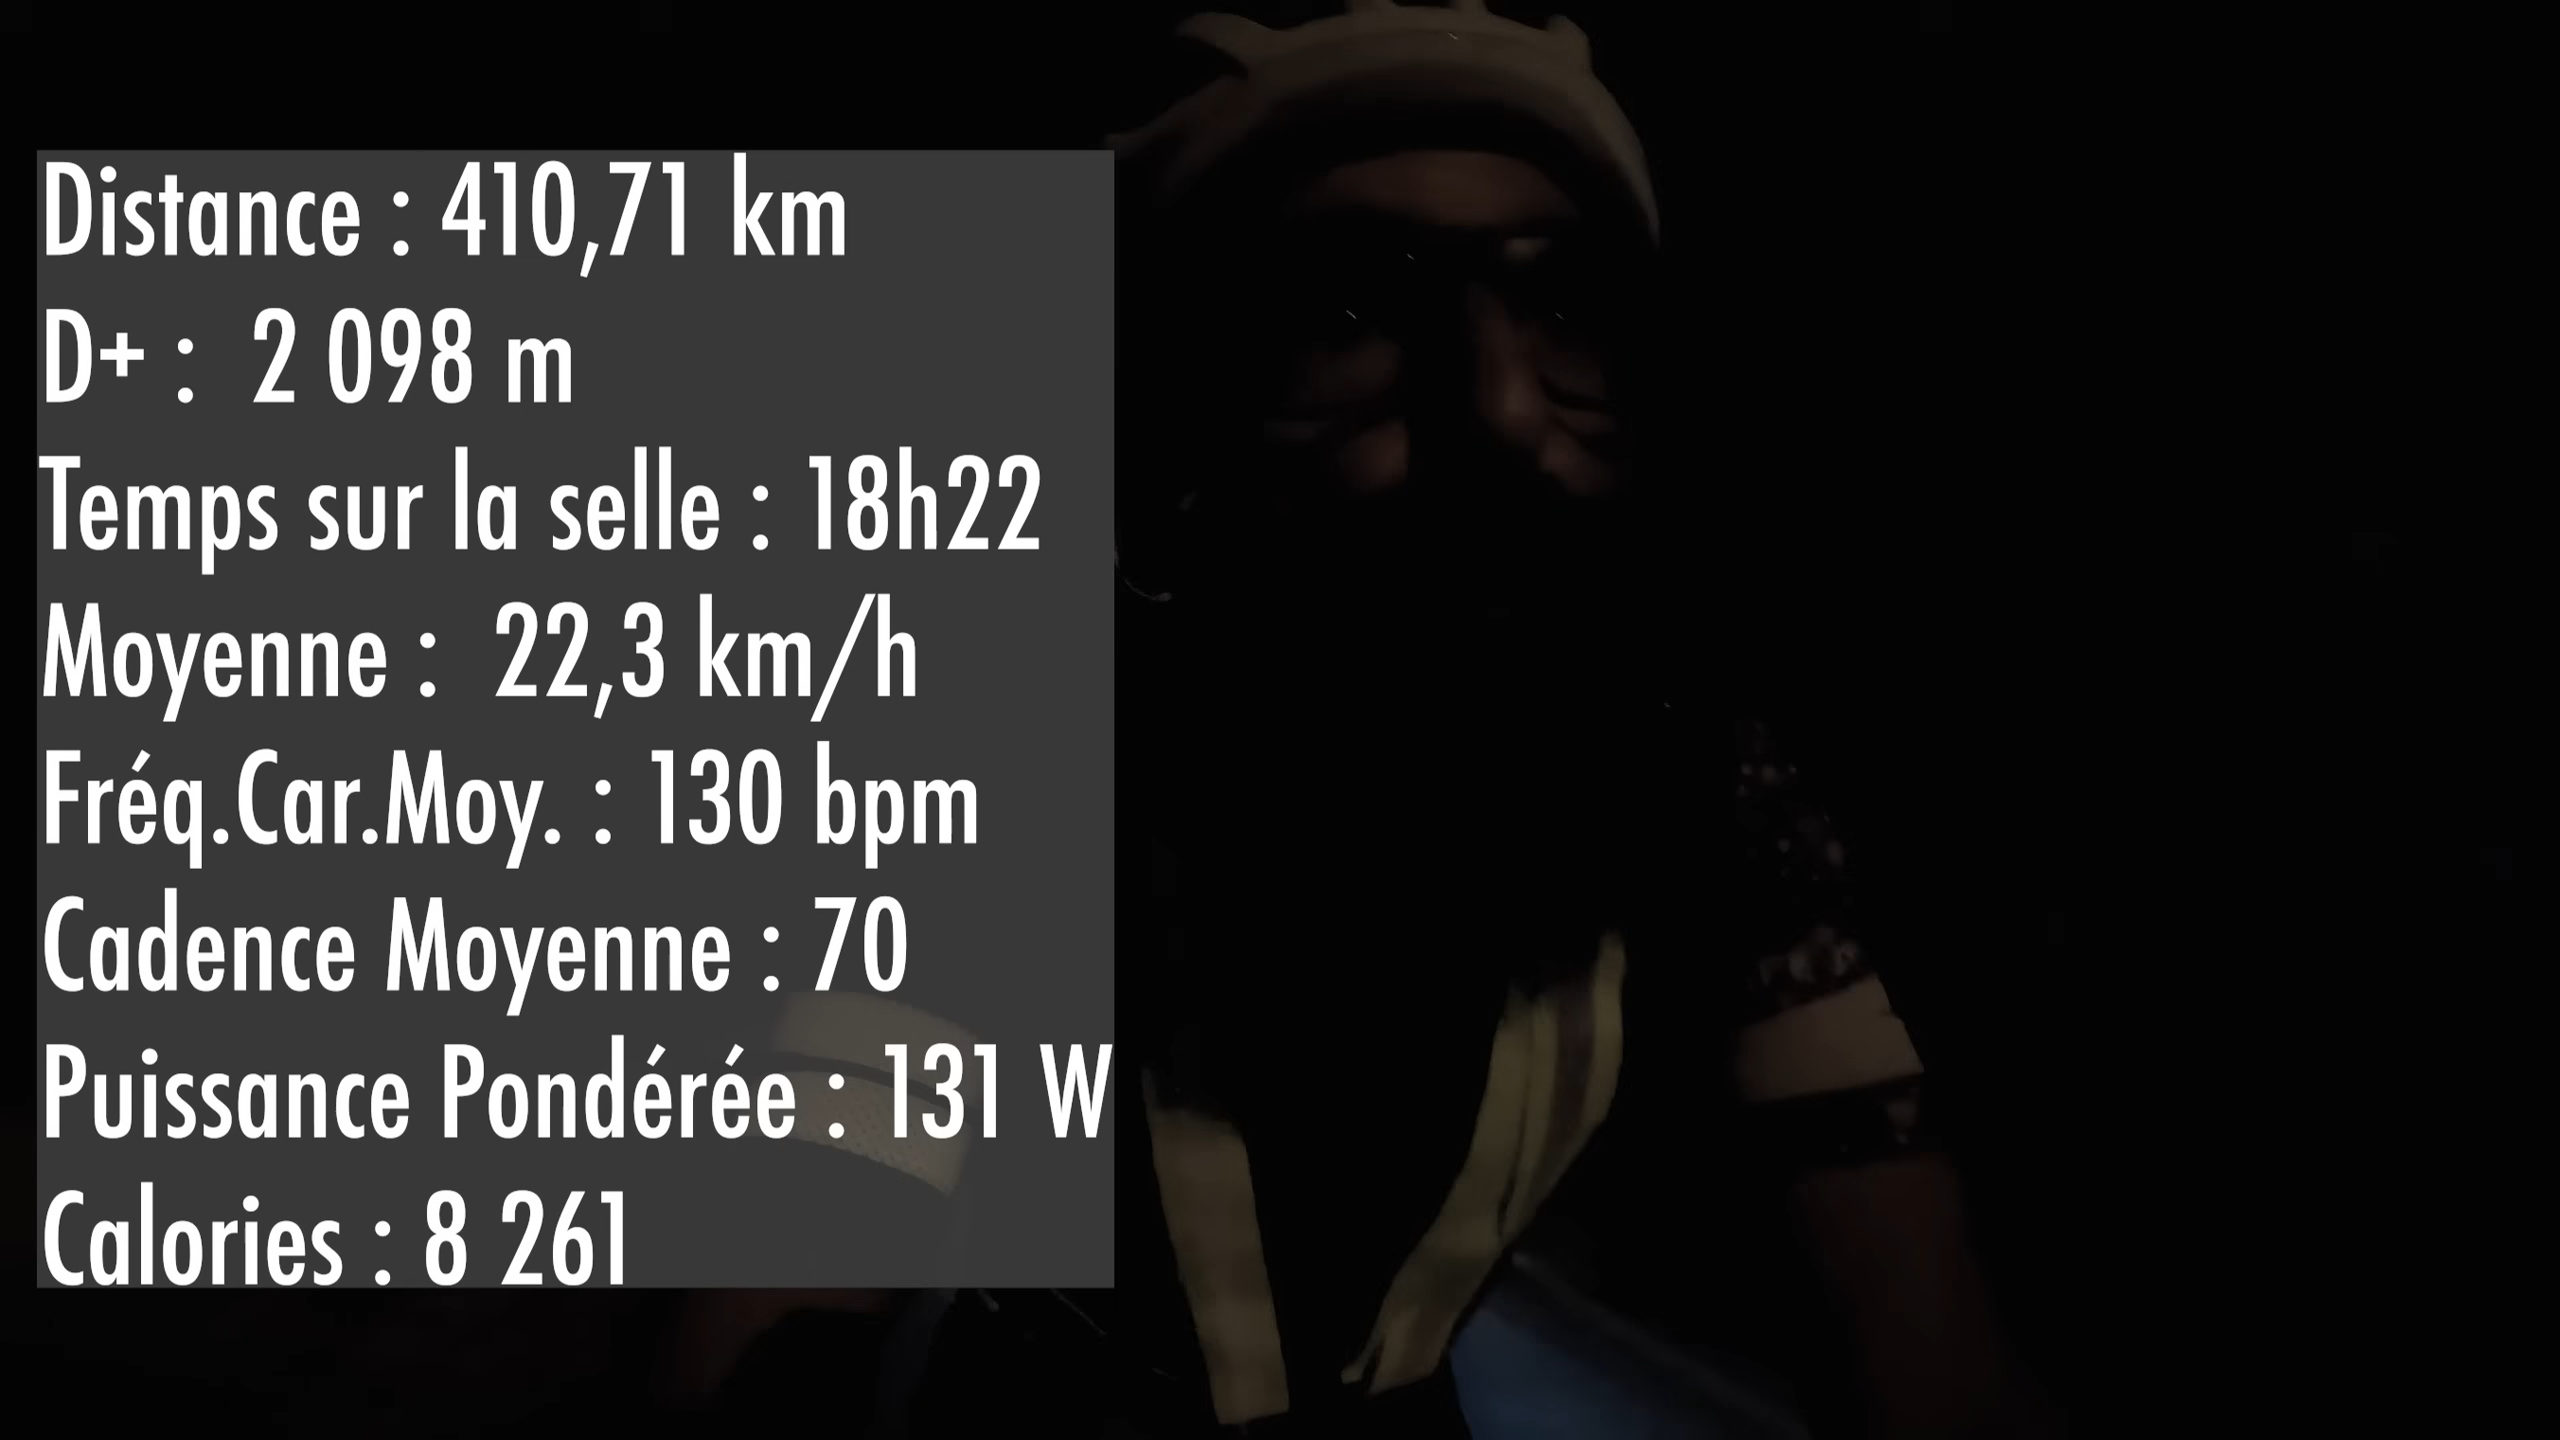 Distance : 410,71 km
D+ :  2 098 m
Temps sur la selle : 18h22
Moyenne :  22,3 km/h
Fréq.Car.Moy. : 130 bpm
Cadence Moyenne : 70
Puissance Pondérée : 131 W
Calories : 8 261